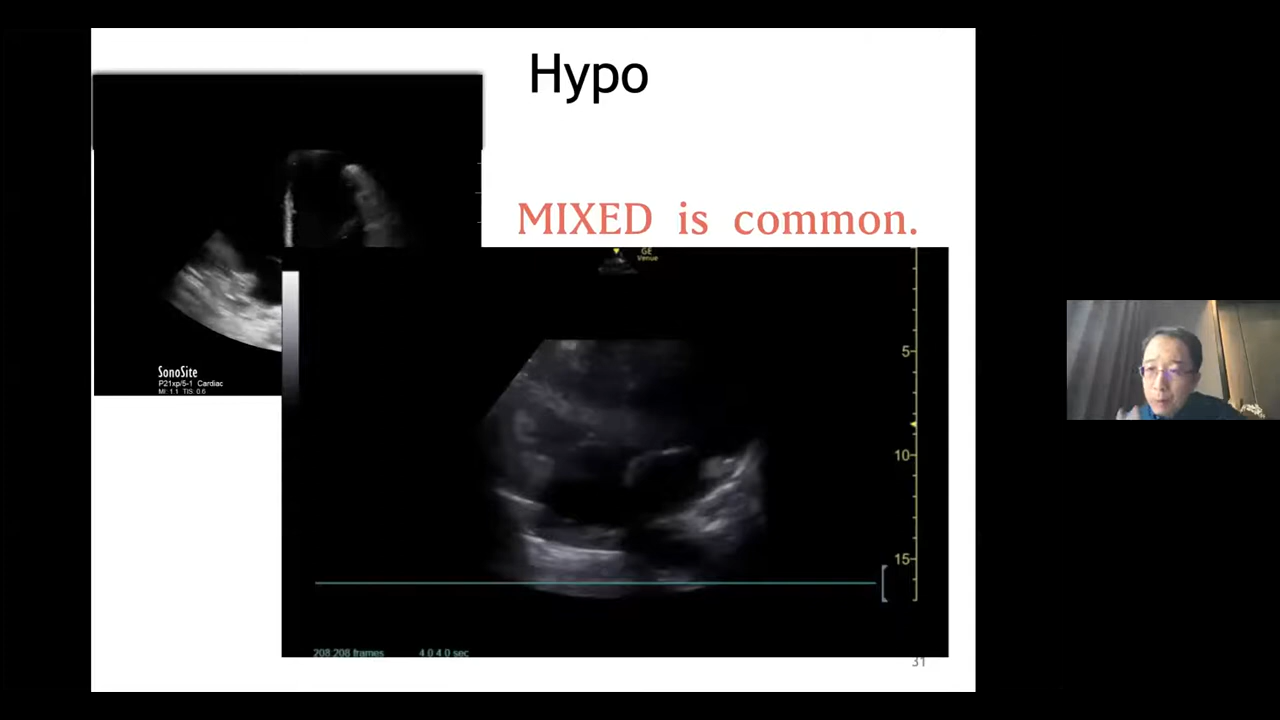 Hypo
MIXED is common.
SonoSite
P21xp/5-1 Cardiac
MI: 1.1 TIS: 0.6
GE
Venue
5
10
15
208 208 frames 4.0 4.0 sec
31